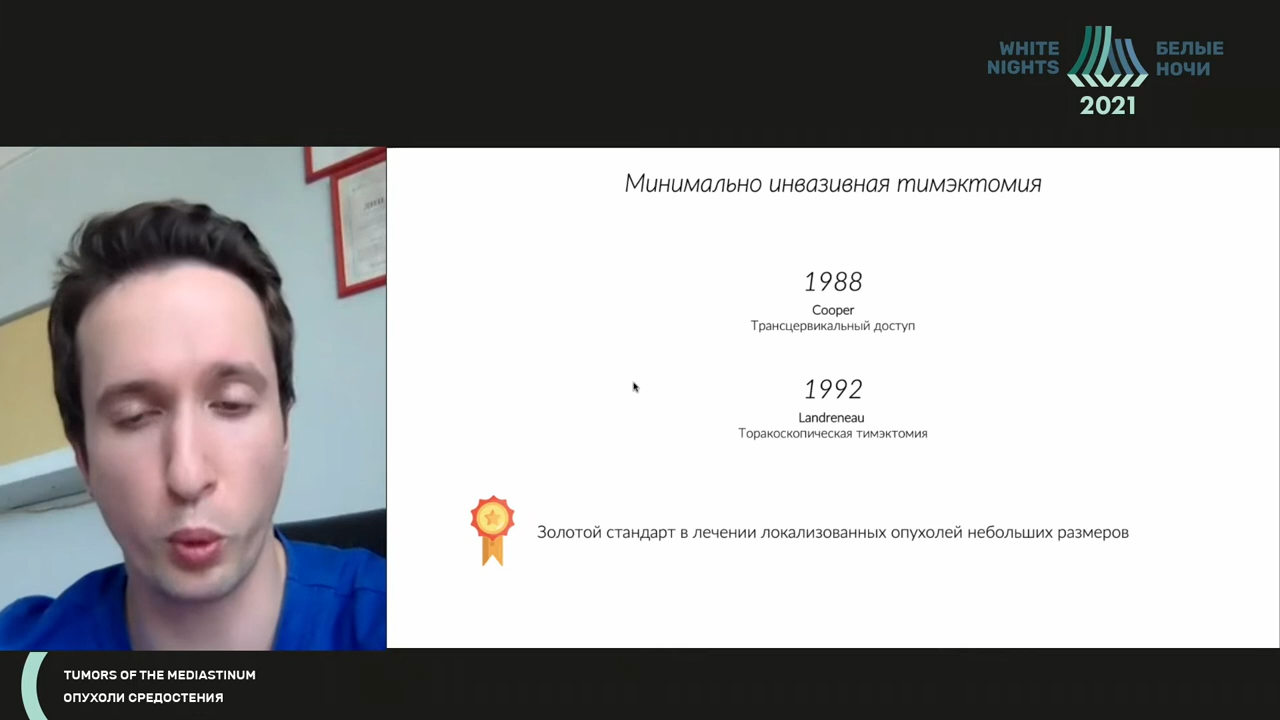 WHITE
NIGHTS
БЕЛЫЕ
НОЧИ
2021
Минимально инвазивная тимэктомия
1988
Cooper
Трансцервикальный доступ
1992
Landreneau
Торакоскопическая тимэктомия
Золотой стандарт в лечении локализованных опухолей небольших размеров
TUMORS OF THE MEDIASTINUM
ОПУХОЛИ СРЕДОСТЕНИЯ